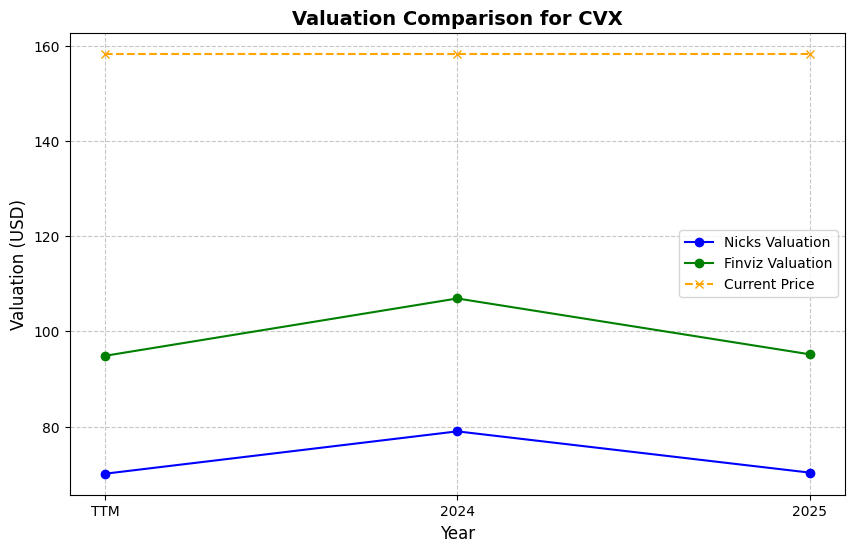 Valuation Comparison for CVX
160
140
120
100
80
Valuation (USD)
Nicks Valuation
Finviz Valuation
Current Price
TTM
2024
2025
Year